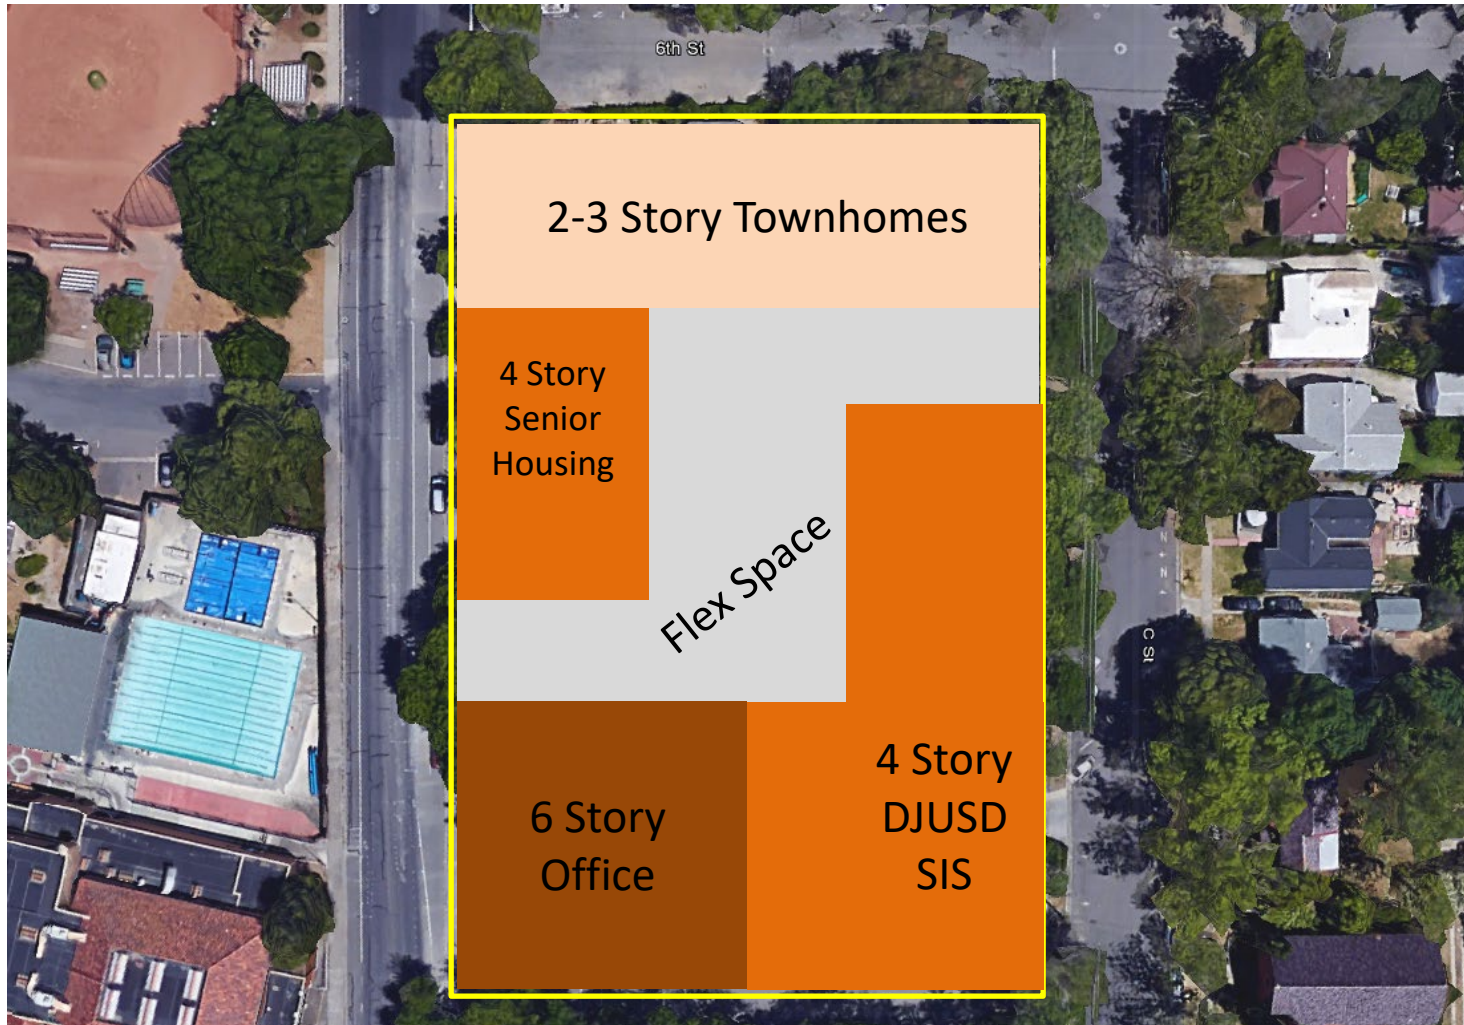 6th St
2-3 Story Townhomes
4 Story
Senior
Housing
Flex Space
C St
6 Story
Office
4 Story
DJUSD
SIS